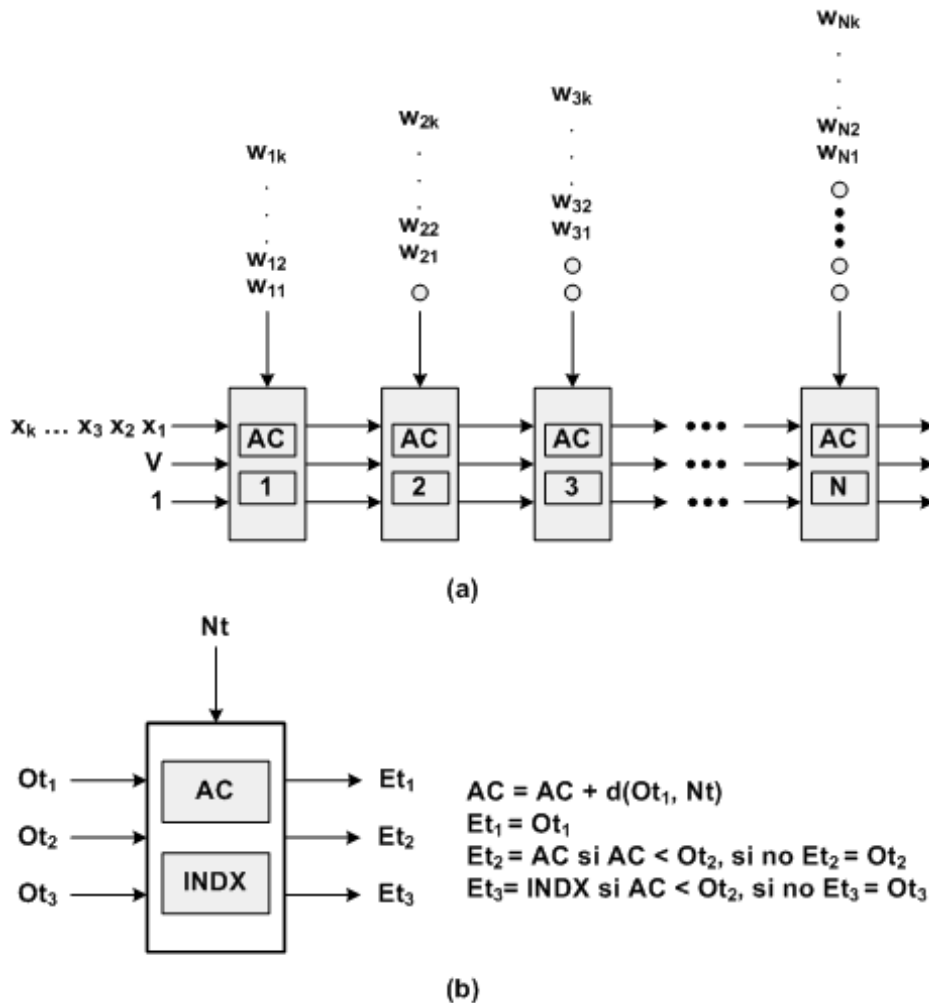 wNk
w3k
w2k
wN2
w1k
wN1
w32
w22
w31
w21
w12
w11
xk ... x3 x2 x1
AC AC AC AC
V
1 2 3 N
1
(a)
Nt
Ot1 AC Et1
Ot2 Et2
Ot3 INDX Et3
AC = AC + d(Ot1, Nt)
Et1 = Ot1
Et2 = AC si AC < Ot2, si no Et2 = Ot2
Et3= INDX si AC < Ot2, si no Et3 = Ot3
(b)